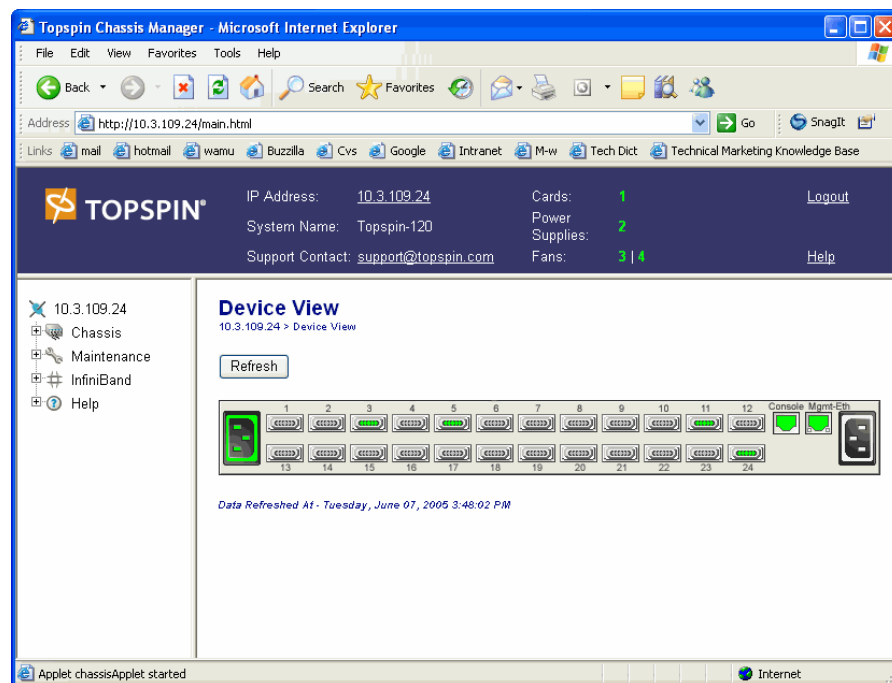 Topspin Chassis Manager - Microsoft Internet Explorer
File Edit View Favorites Tools Help
Back Search Favorites
Address http://10.3.109.24/main.html Go SnagIt
Links mail hotmail wamu Buzzilla Cvs Google Intranet M-w Tech Dict Technical Marketing Knowledge Base
TOPSPIN®
IP Address: 10.3.109.24 Cards: 1 Logout
System Name: Topspin-120 Power Supplies: 2
Support Contact: support@topspin.com Fans: 3 | 4 Help
10.3.109.24
Chassis
Maintenance
InfiniBand
Help
Device View
10.3.109.24 > Device View
Refresh
1 2 3 4 5 6 7 8 9 10 11 12 Console Mgmt-Eth
13 14 15 16 17 18 19 20 21 22 23 24
Data Refreshed At - Tuesday, June 07, 2005 3:48:02 PM
Applet chassisApplet started Internet